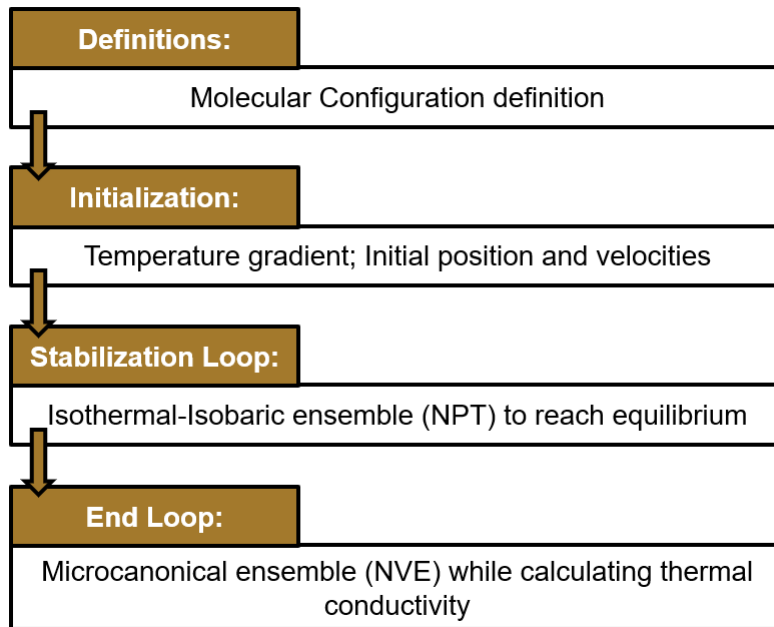 Definitions:
Molecular Configuration definition
Initialization:
Temperature gradient; Initial position and velocities
Stabilization Loop:
Isothermal-Isobaric ensemble (NPT) to reach equilibrium
End Loop:
Microcanonical ensemble (NVE) while calculating thermal
conductivity